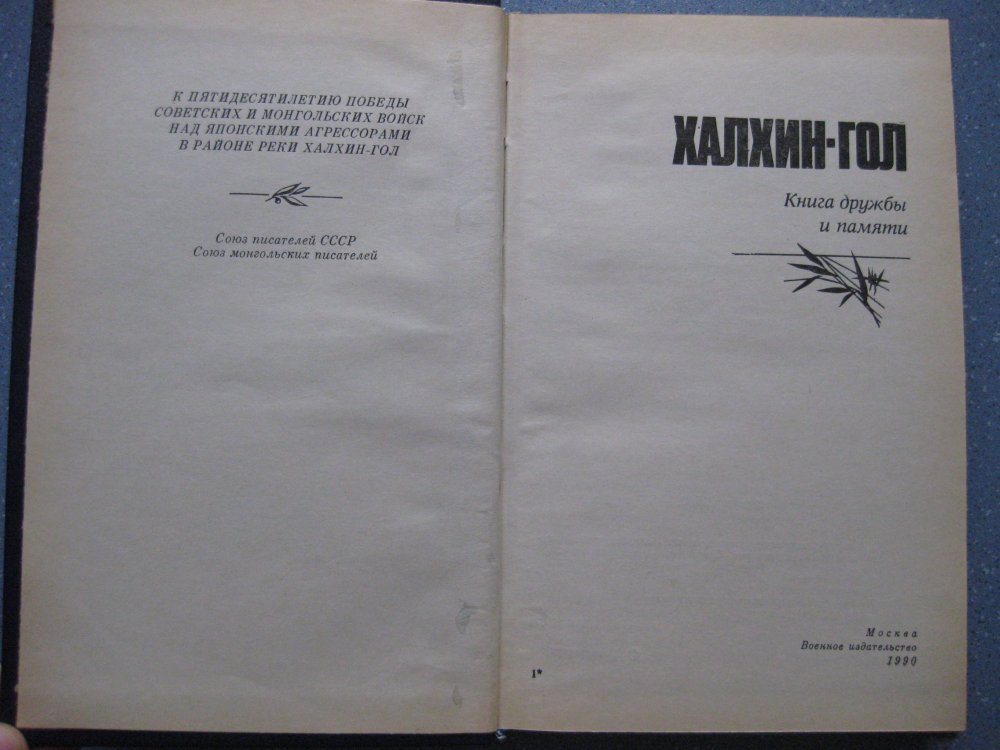 К ПЯТИДЕСЯТИЛЕТИЮ ПОБЕДЫ
СОВЕТСКИХ И МОНГОЛЬСКИХ ВОЙСК
НАД ЯПОНСКИМИ АГРЕССОРАМИ
В РАЙОНЕ РЕКИ ХАЛХИН-ГОЛ
Союз писателей СССР
Союз монгольских писателей
ХАЛХИН-ГОЛ
Книга дружбы
и памяти
Москва
Военное издательство
1990
1*